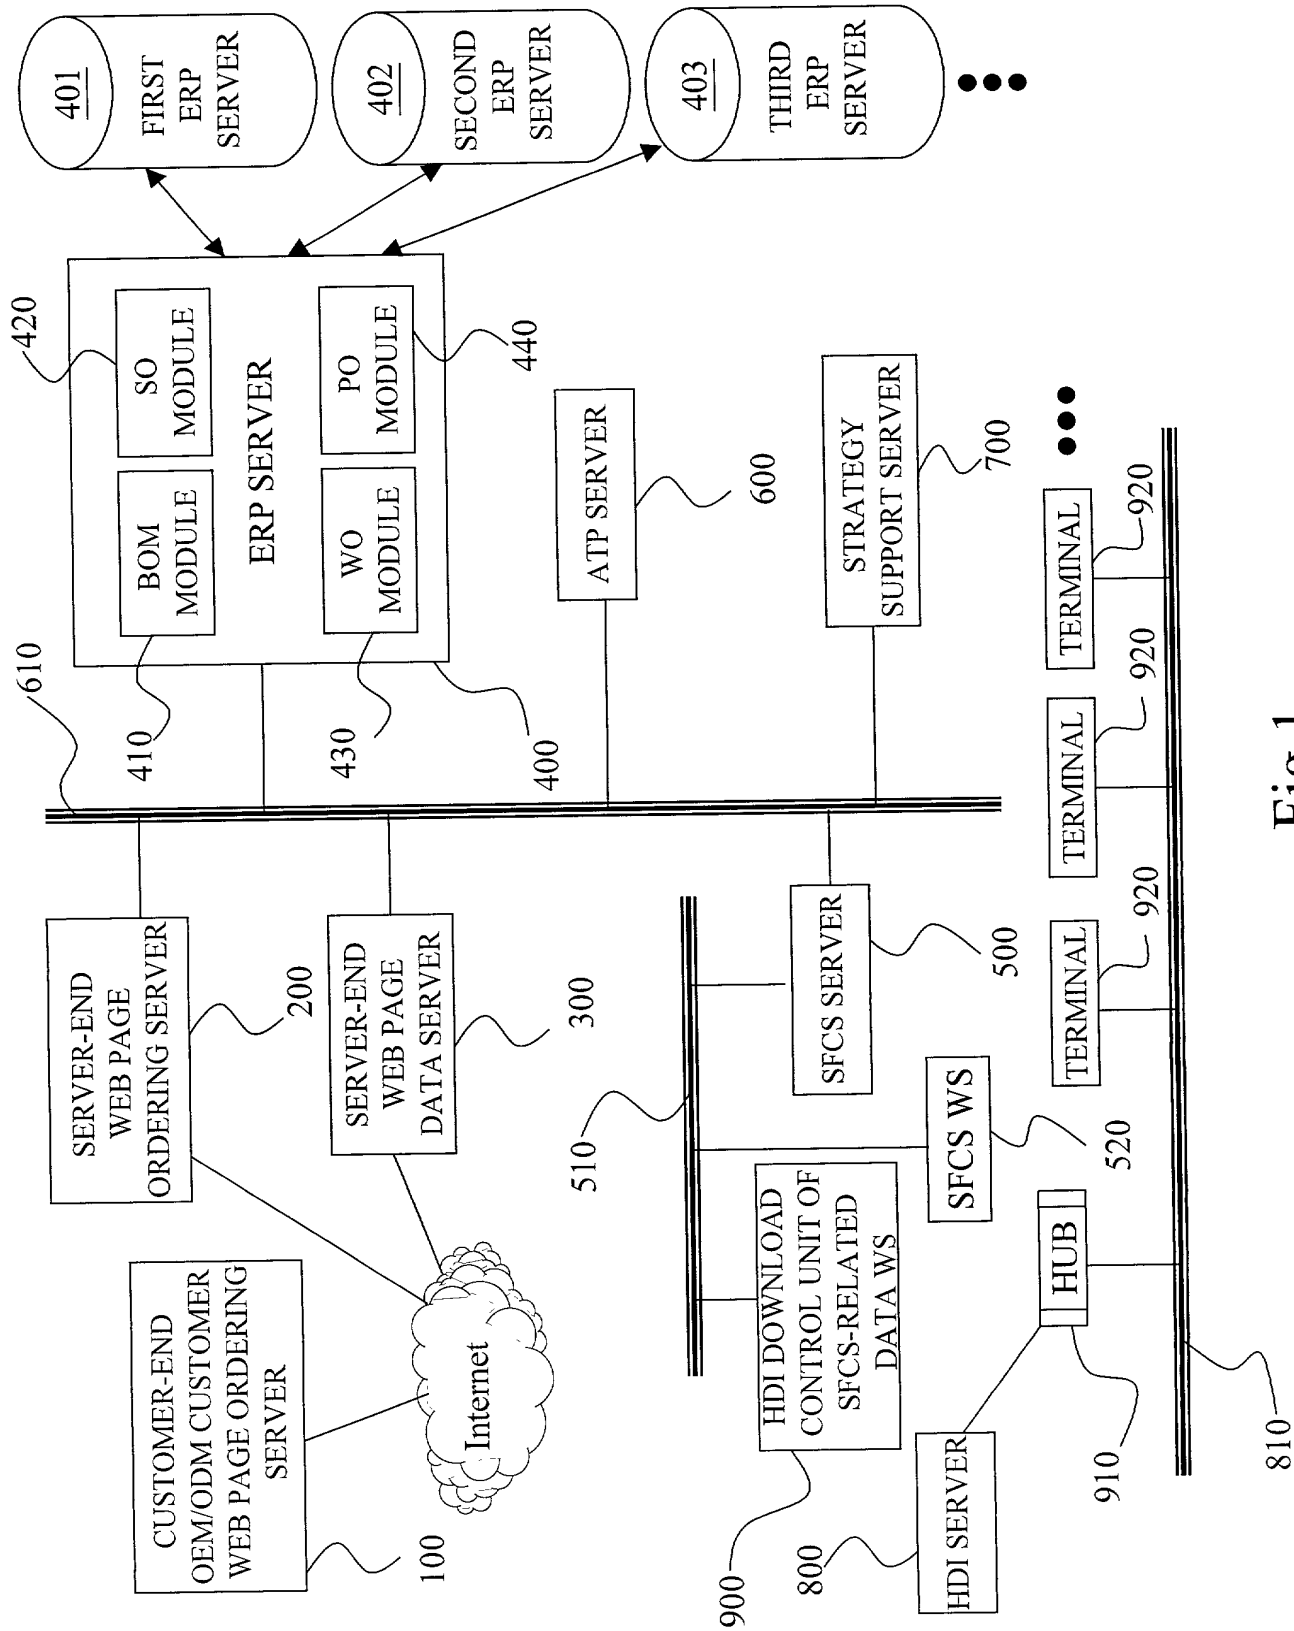 CUSTOMER-END
OEM/ODM CUSTOMER
WEB PAGE ORDERING
SERVER
100
Internet
SERVER-END
WEB PAGE
ORDERING SERVER
200
SERVER-END
WEB PAGE
DATA SERVER
300
610
410
BOM
MODULE
420
SO
MODULE
ERP SERVER
430
WO
MODULE
PO
MODULE
440
400
401
FIRST
ERP
SERVER
402
SECOND
ERP
SERVER
403
THIRD
ERP
SERVER
ATP SERVER
600
STRATEGY
SUPPORT SERVER
700
510
SFCS SERVER
500
SFCS WS
520
HDI DOWNLOAD
CONTROL UNIT OF
SFCS-RELATED
DATA WS
900
800
HDI SERVER
HUB
910
TERMINAL
920
TERMINAL
920
TERMINAL
920
810
Fig.1